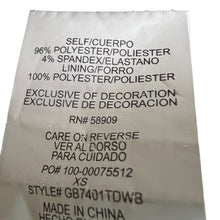 SELF/CUERPO
96% POLYESTER/POLIESTER
4% SPANDEX/ELASTANO
LINING/FORRO
100% POLYESTER/POLIESTER
EXCLUSIVE OF DECORATION
EXCLUSIVE DE DECORACION
RN# 58909
CARE ON REVERSE
VER AL DORSO
PARA CUIDADO
PO# 100-00075512
XS
STYLE# GB7401TDWB
MADE IN CHINA
HECHO EN